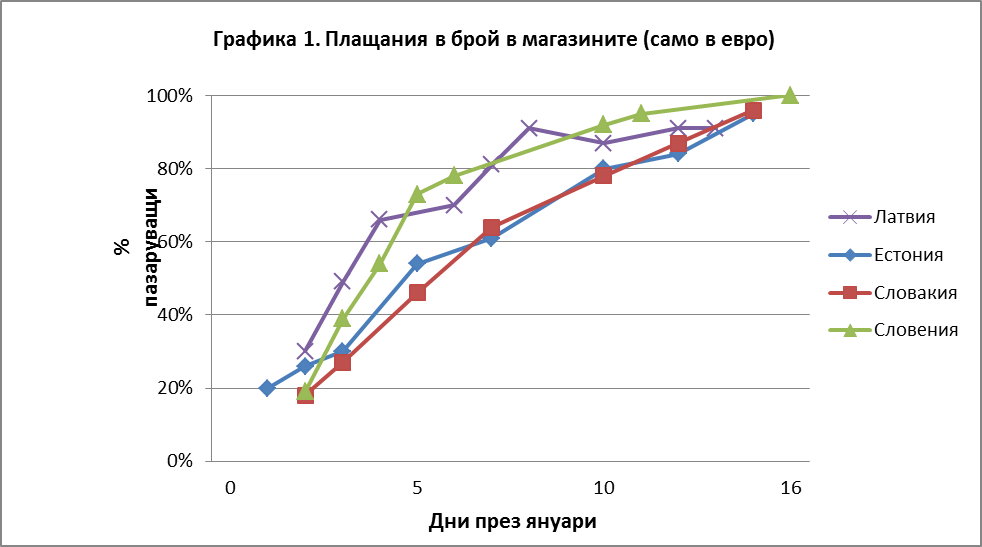 Графика 1. Плащания в брой в магазините (само в евро)
100%
80%
60%
40%
20%
0%
%
пазаруващи
0 5 10 16
Дни през януари
Латвия
Естония
Словакия
Словения